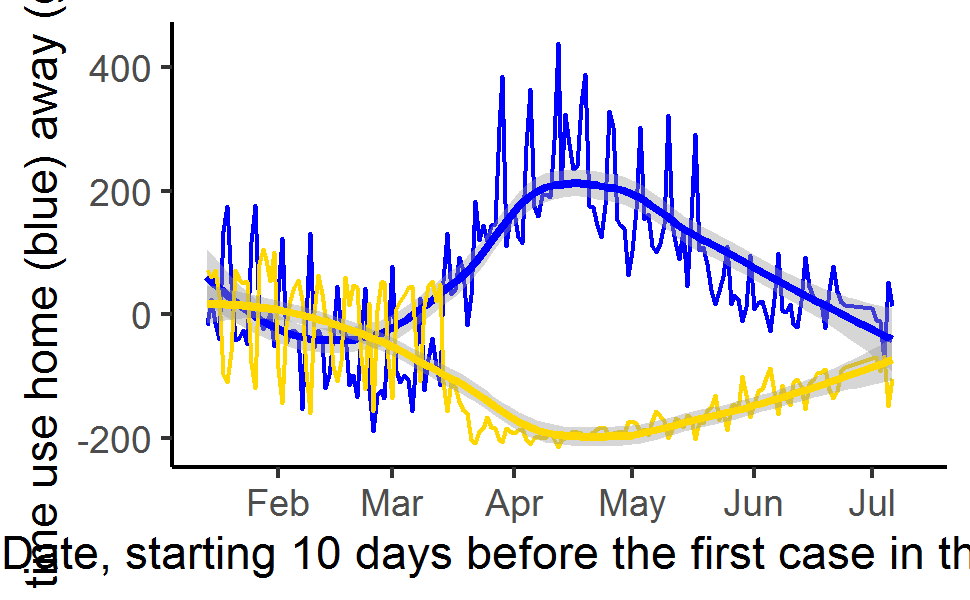 time use home (blue) away (
400
200
0
-200
Feb Mar Apr May Jun Jul
Date, starting 10 days before the first case in th